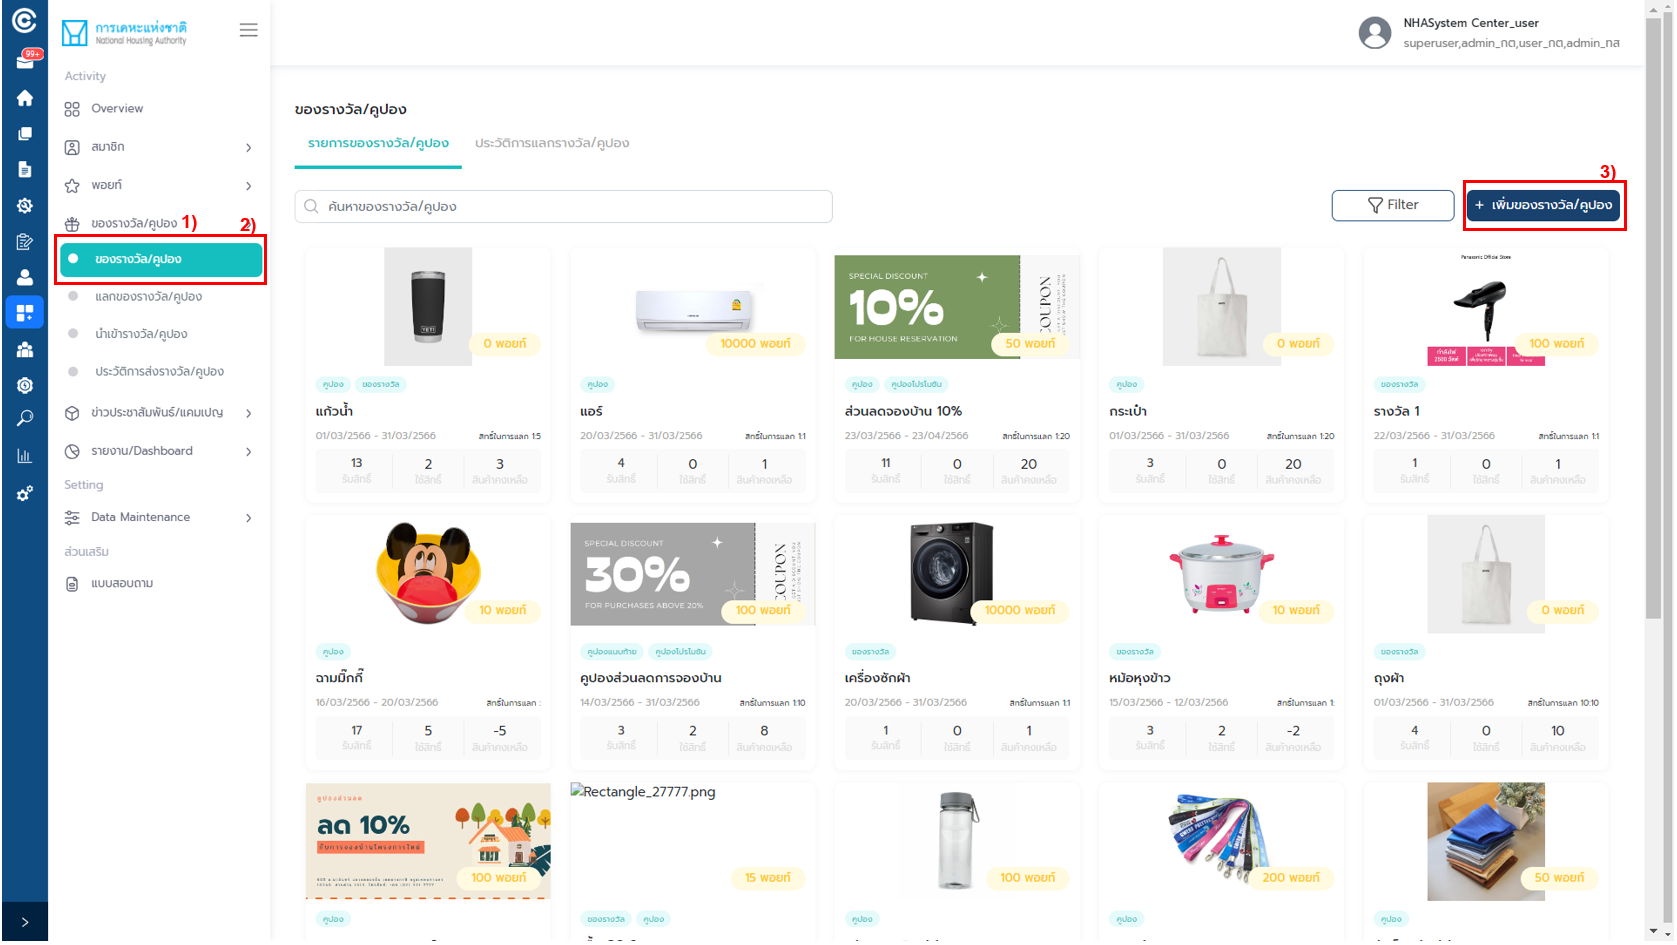 การเคหะแห่งชาติ
National Housing Authority
99+
Activity
Overview
สมาชิก
พอยท์
ของรางวัล/คูปอง 1)
2)
ของรางวัล/คูปอง
แลกของรางวัล/คูปอง
นำเข้ารางวัล/คูปอง
ประวัติการส่งรางวัล/คูปอง
ข่าวประชาสัมพันธ์/แคมเปญ
รายงาน/Dashboard
Setting
Data Maintenance
ส่วนเสริม
แบบสอบถาม
NHASystem Center_user
superuser,admin_กต,user_กต,admin_กส
ของรางวัล/คูปอง
รายการของรางวัล/คูปอง ประวัติการแลกรางวัล/คูปอง
3)
ค้นหาของรางวัล/คูปอง
Filter
+ เพิ่มของรางวัล/คูปอง
YETI
0 พอยท์
คูปอง ของรางวัล
แก้วน้ำ
01/03/2566 - 31/03/2566 สิทธิ์ในการแลก 1:5
13 2 3
รับสิทธิ์ ใช้สิทธิ์ สินค้าคงเหลือ
10000 พอยท์
คูปอง
แอร์
20/03/2566 - 31/03/2566 สิทธิ์ในการแลก 1:1
4 0 1
รับสิทธิ์ ใช้สิทธิ์ สินค้าคงเหลือ
SPECIAL DISCOUNT
10%
FOR HOUSE RESERVATION
COUPON
50 พอยท์
คูปอง คูปองโปรโมชัน
ส่วนลดจองบ้าน 10%
23/03/2566 - 23/04/2566 สิทธิ์ในการแลก 1:20
11 0 20
รับสิทธิ์ ใช้สิทธิ์ สินค้าคงเหลือ
0 พอยท์
คูปอง
กระเป๋า
01/03/2566 - 31/03/2566 สิทธิ์ในการแลก 1:20
3 0 20
รับสิทธิ์ ใช้สิทธิ์ สินค้าคงเหลือ
Panasonic Official Store
กำลังไฟ
2500 วัตต์
100 พอยท์
ของรางวัล
รางวัล 1
22/03/2566 - 31/03/2566 สิทธิ์ในการแลก 1:1
1 0 1
รับสิทธิ์ ใช้สิทธิ์ สินค้าคงเหลือ
10 พอยท์
คูปอง
ฉามมิ๊กกี๊
16/03/2566 - 20/03/2566 สิทธิ์ในการแลก :
17 5 -5
รับสิทธิ์ ใช้สิทธิ์ สินค้าคงเหลือ
SPECIAL DISCOUNT
30%
FOR PURCHASES ABOVE 20%
COUPON
100 พอยท์
คูปองแนบท้าย คูปองโปรโมชัน
คูปองส่วนลดการจองบ้าน
14/03/2566 - 31/03/2566 สิทธิ์ในการแลก 1:10
3 2 8
รับสิทธิ์ ใช้สิทธิ์ สินค้าคงเหลือ
10000 พอยท์
ของรางวัล
เครื่องซักผ้า
20/03/2566 - 31/03/2566 สิทธิ์ในการแลก 1:1
1 0 1
รับสิทธิ์ ใช้สิทธิ์ สินค้าคงเหลือ
10 พอยท์
ของรางวัล
หม้อหุงข้าว
15/03/2566 - 12/03/2566 สิทธิ์ในการแลก 1:
3 2 -2
รับสิทธิ์ ใช้สิทธิ์ สินค้าคงเหลือ
0 พอยท์
ของรางวัล
ถุงผ้า
01/03/2566 - 31/03/2566 สิทธิ์ในการแลก 10:10
4 0 10
รับสิทธิ์ ใช้สิทธิ์ สินค้าคงเหลือ
คูปองส่วนลด
ลด 10%
กับการจองบ้านโครงการใหม่
100 พอยท์
คูปอง
Rectangle_27777.png
15 พอยท์
ของรางวัล คูปอง
100 พอยท์
คูปอง
200 พอยท์
คูปอง
50 พอยท์
คูปอง